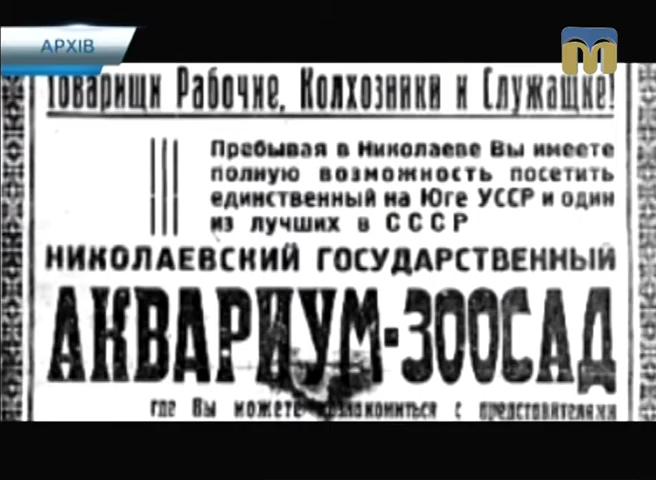 АРХІВ
Товарищи Рабочие, Колхозники и Служащие!
Пребывая в Николаеве Вы имеете
полную возможность посетить
единственный на Юге УССР и один
из лучших в СССР
НИКОЛАЕВСКИЙ ГОСУДАРСТВЕННЫЙ
АКВАРИУМ-ЗООСАД
где Вы можете ознакомиться с представителями